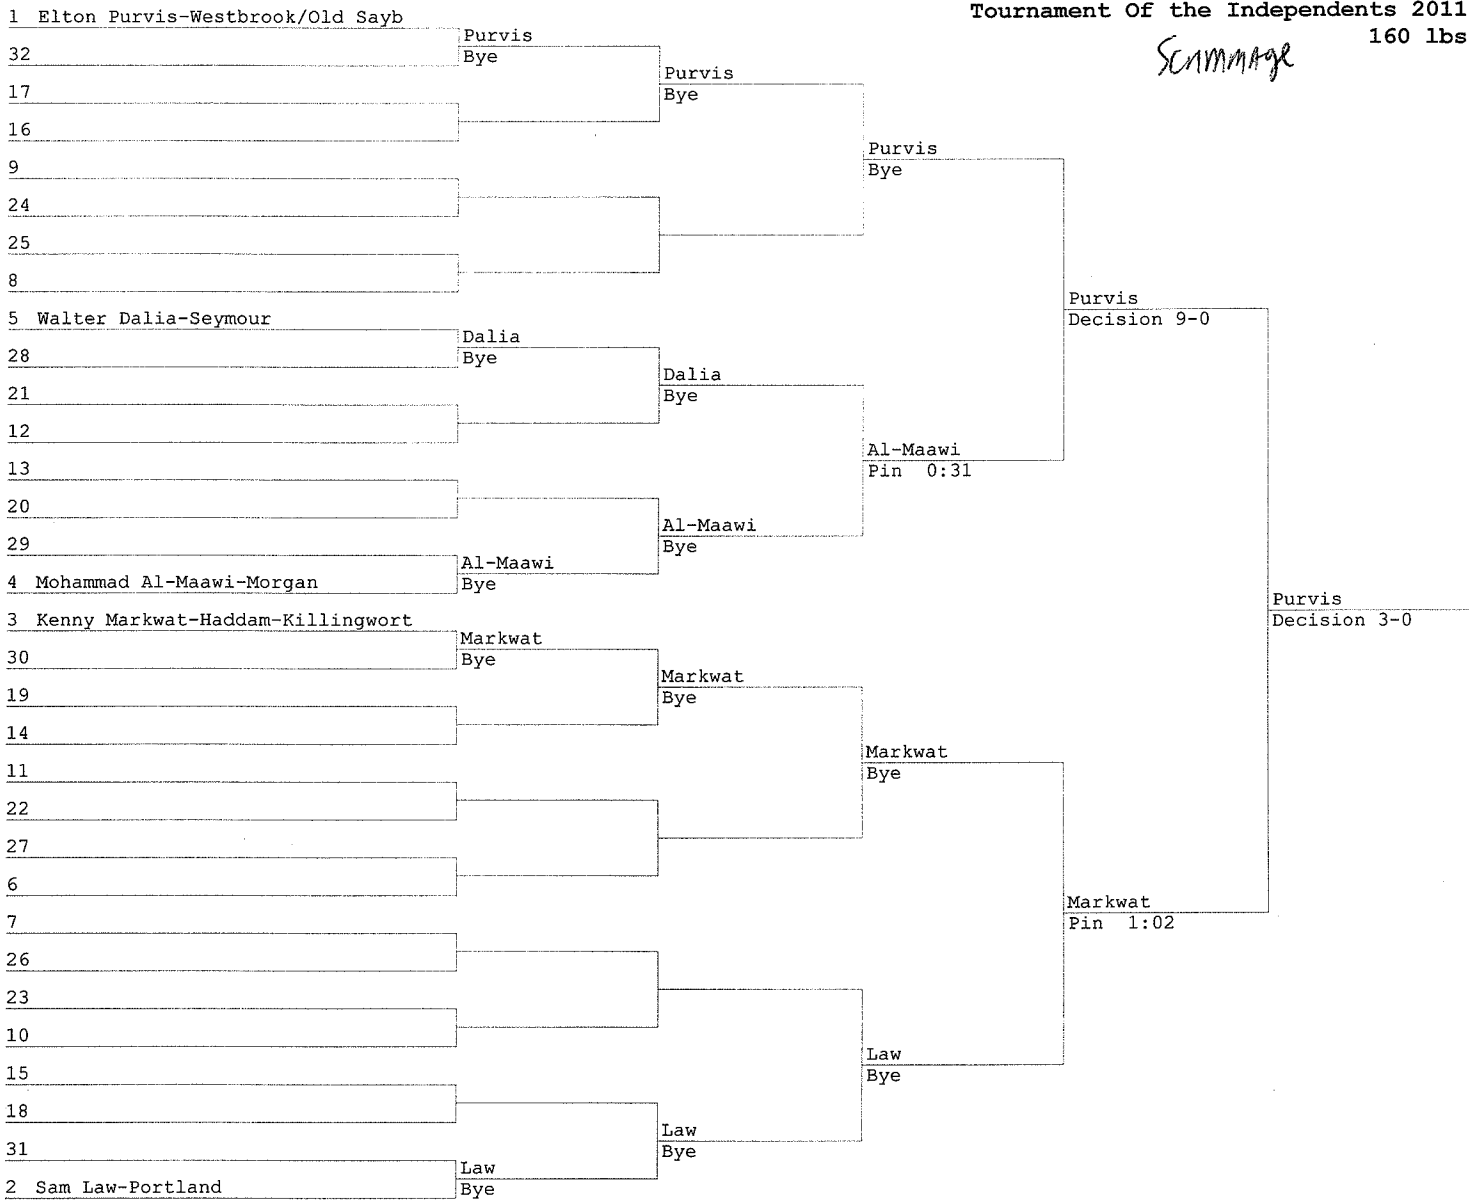 Tournament Of the Independents 2011
160 lbs
Scrimmage
1 Elton Purvis-Westbrook/Old Sayb
Purvis
Bye
32
Purvis
Bye
17
16
Purvis
Bye
9
24
25
8
Purvis
Decision 9-0
5 Walter Dalia-Seymour
Dalia
Bye
28
Dalia
Bye
21
12
Al-Maawi
Pin 0:31
13
20
Al-Maawi
Bye
29
Al-Maawi
Bye
4 Mohammad Al-Maawi-Morgan
Purvis
Decision 3-0
3 Kenny Markwat-Haddam-Killingwort
Markwat
Bye
30
Markwat
Bye
19
14
Markwat
Bye
11
22
27
6
Markwat
Pin 1:02
7
26
23
10
Law
Bye
15
18
Law
Bye
31
Law
Bye
2 Sam Law-Portland